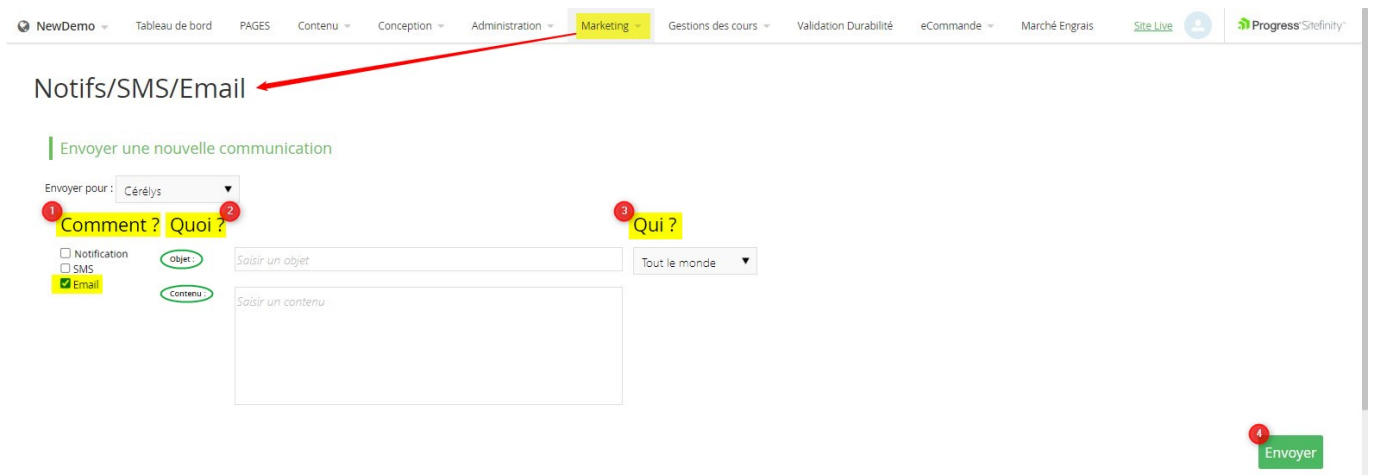 NewDemo Tableau de bord PAGES Contenu Conception Administration Marketing Gestions des cours Validation Durabilité eCommande Marché Engrais Site Live Progress Sitefinity
Notifs/SMS/Email
Envoyer une nouvelle communication
Envoyer pour : Cérélys
1 2 3
Comment ? Quoi ? Qui ?
Notification
SMS
Email
Objet : Saisir un objet Tout le monde
Contenu : Saisir un contenu
4
Envoyer